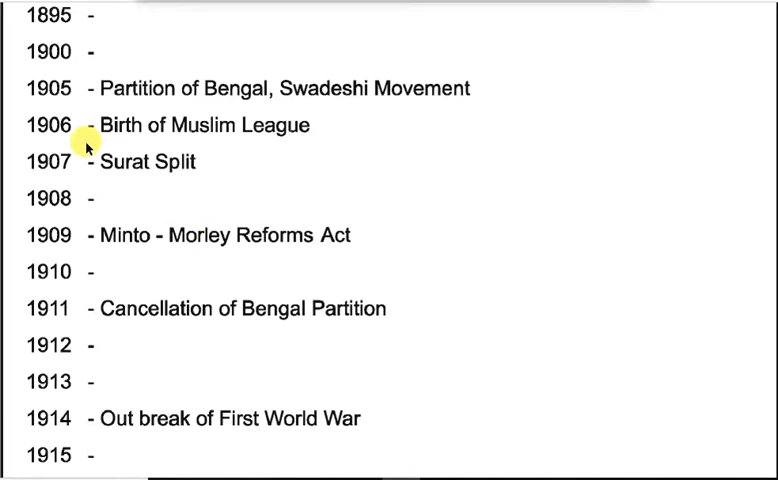 1895 -
1900 -
1905 - Partition of Bengal, Swadeshi Movement
1906 - Birth of Muslim League
1907 - Surat Split
1908 -
1909 - Minto - Morley Reforms Act
1910 -
1911 - Cancellation of Bengal Partition
1912 -
1913 -
1914 - Out break of First World War
1915 -